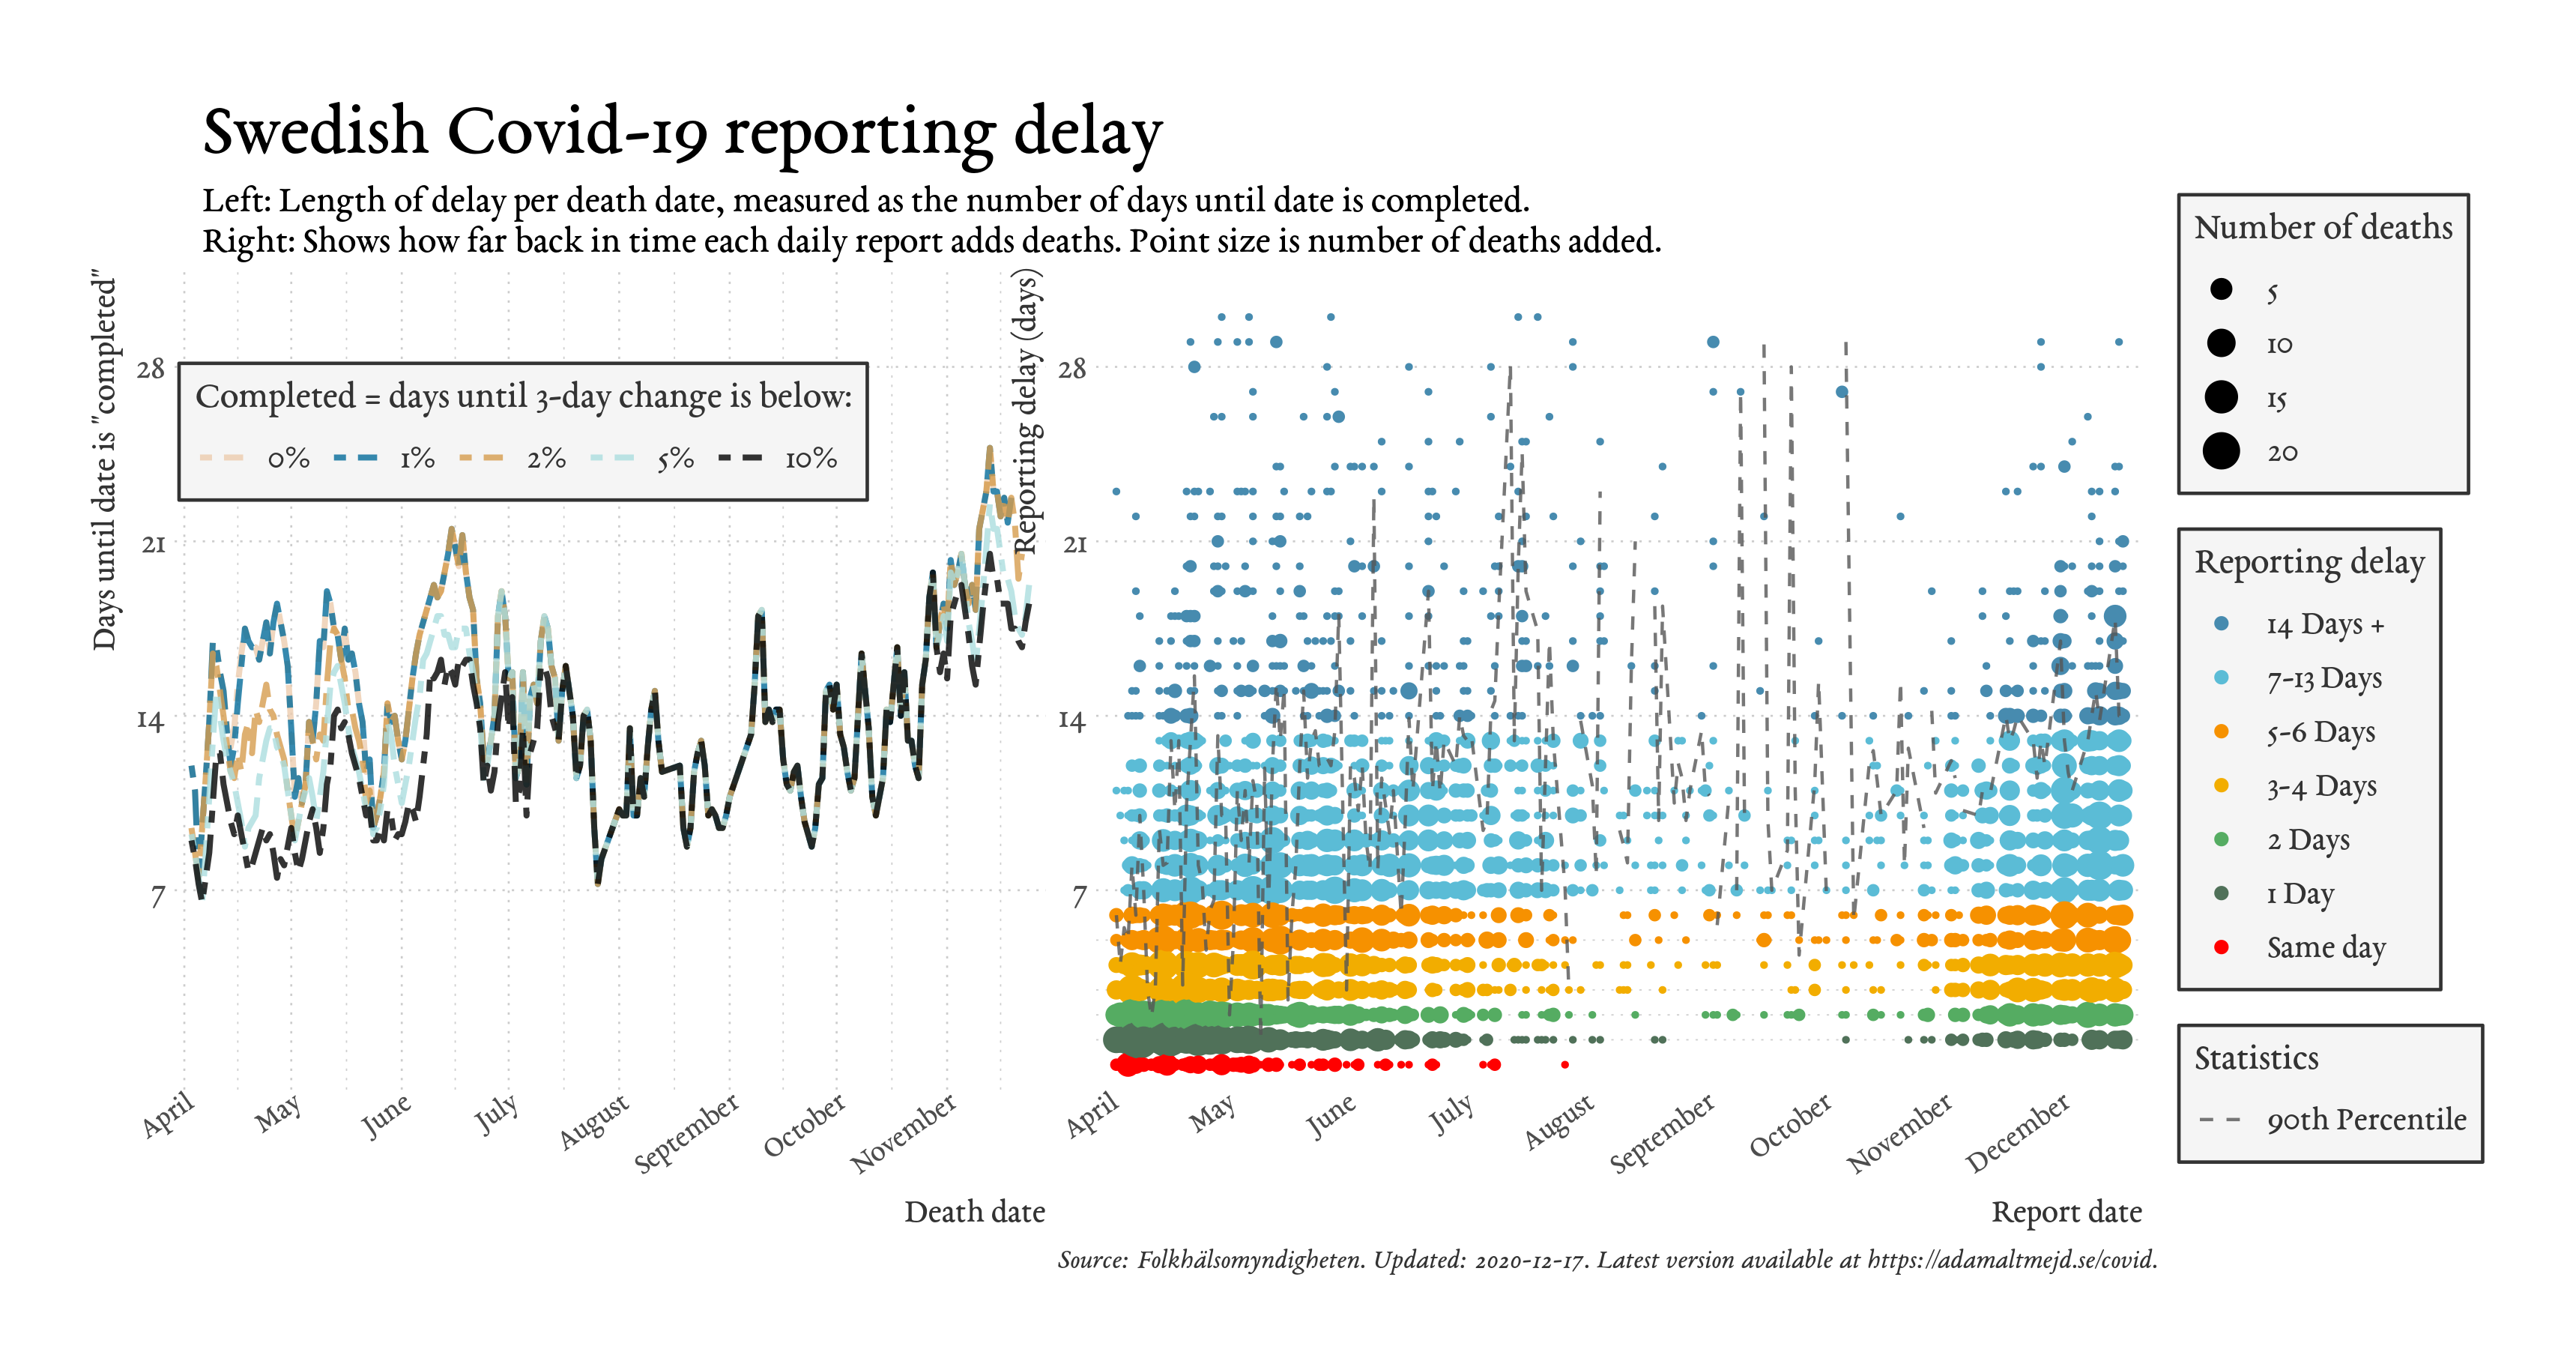 Swedish Covid-19 reporting delay
Left: Length of delay per death date, measured as the number of days until date is completed.
Right: Shows how far back in time each daily report adds deaths. Point size is number of deaths added.
Days until date is "completed"
28
21
14
7
Completed = days until 3-day change is below:
0% 1% 2% 5% 10%
April May June July August September October November
Death date
Reporting delay (days)
28
21
14
7
April May June July August September October November December
Report date
Number of deaths
5
10
15
20
Reporting delay
14 Days +
7-13 Days
5-6 Days
3-4 Days
2 Days
1 Day
Same day
Statistics
90th Percentile
Source: Folkhälsomyndigheten. Updated: 2020-12-17. Latest version available at https://adamaltmejd.se/covid.